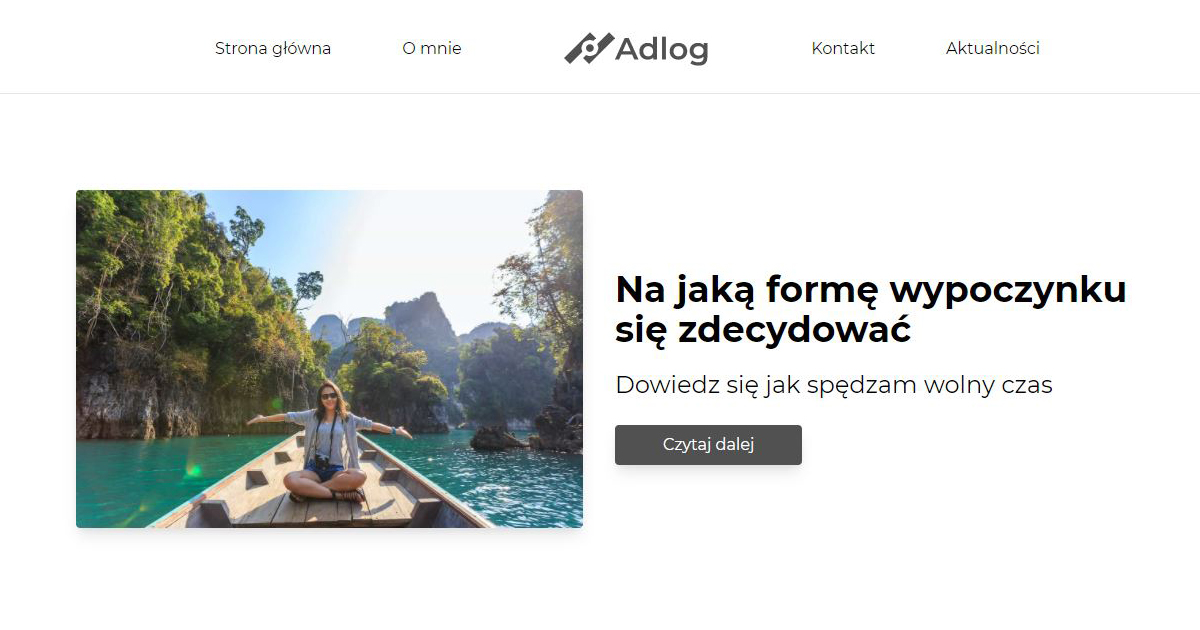 Strona główna
O mnie
Adlog
Kontakt
Aktualności
Na jaką formę wypoczynku
się zdecydować
Dowiedz się jak spędzam wolny czas
Czytaj dalej